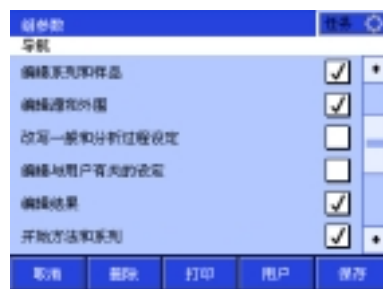 组参数
任务
导航
编辑系列和样品
编辑滴和外围
改写一般和分析过程设定
编辑与用户有关的设定
编辑结果
开始方法和系列
取消
删除
打印
用户
保存